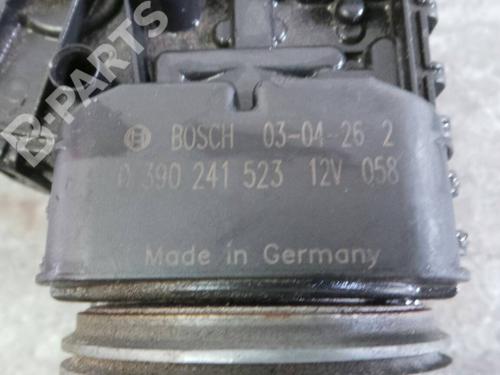 B-PARTS
BOSCH 03-04-26 2
0 390 241 523 12V 058
Made in Germany